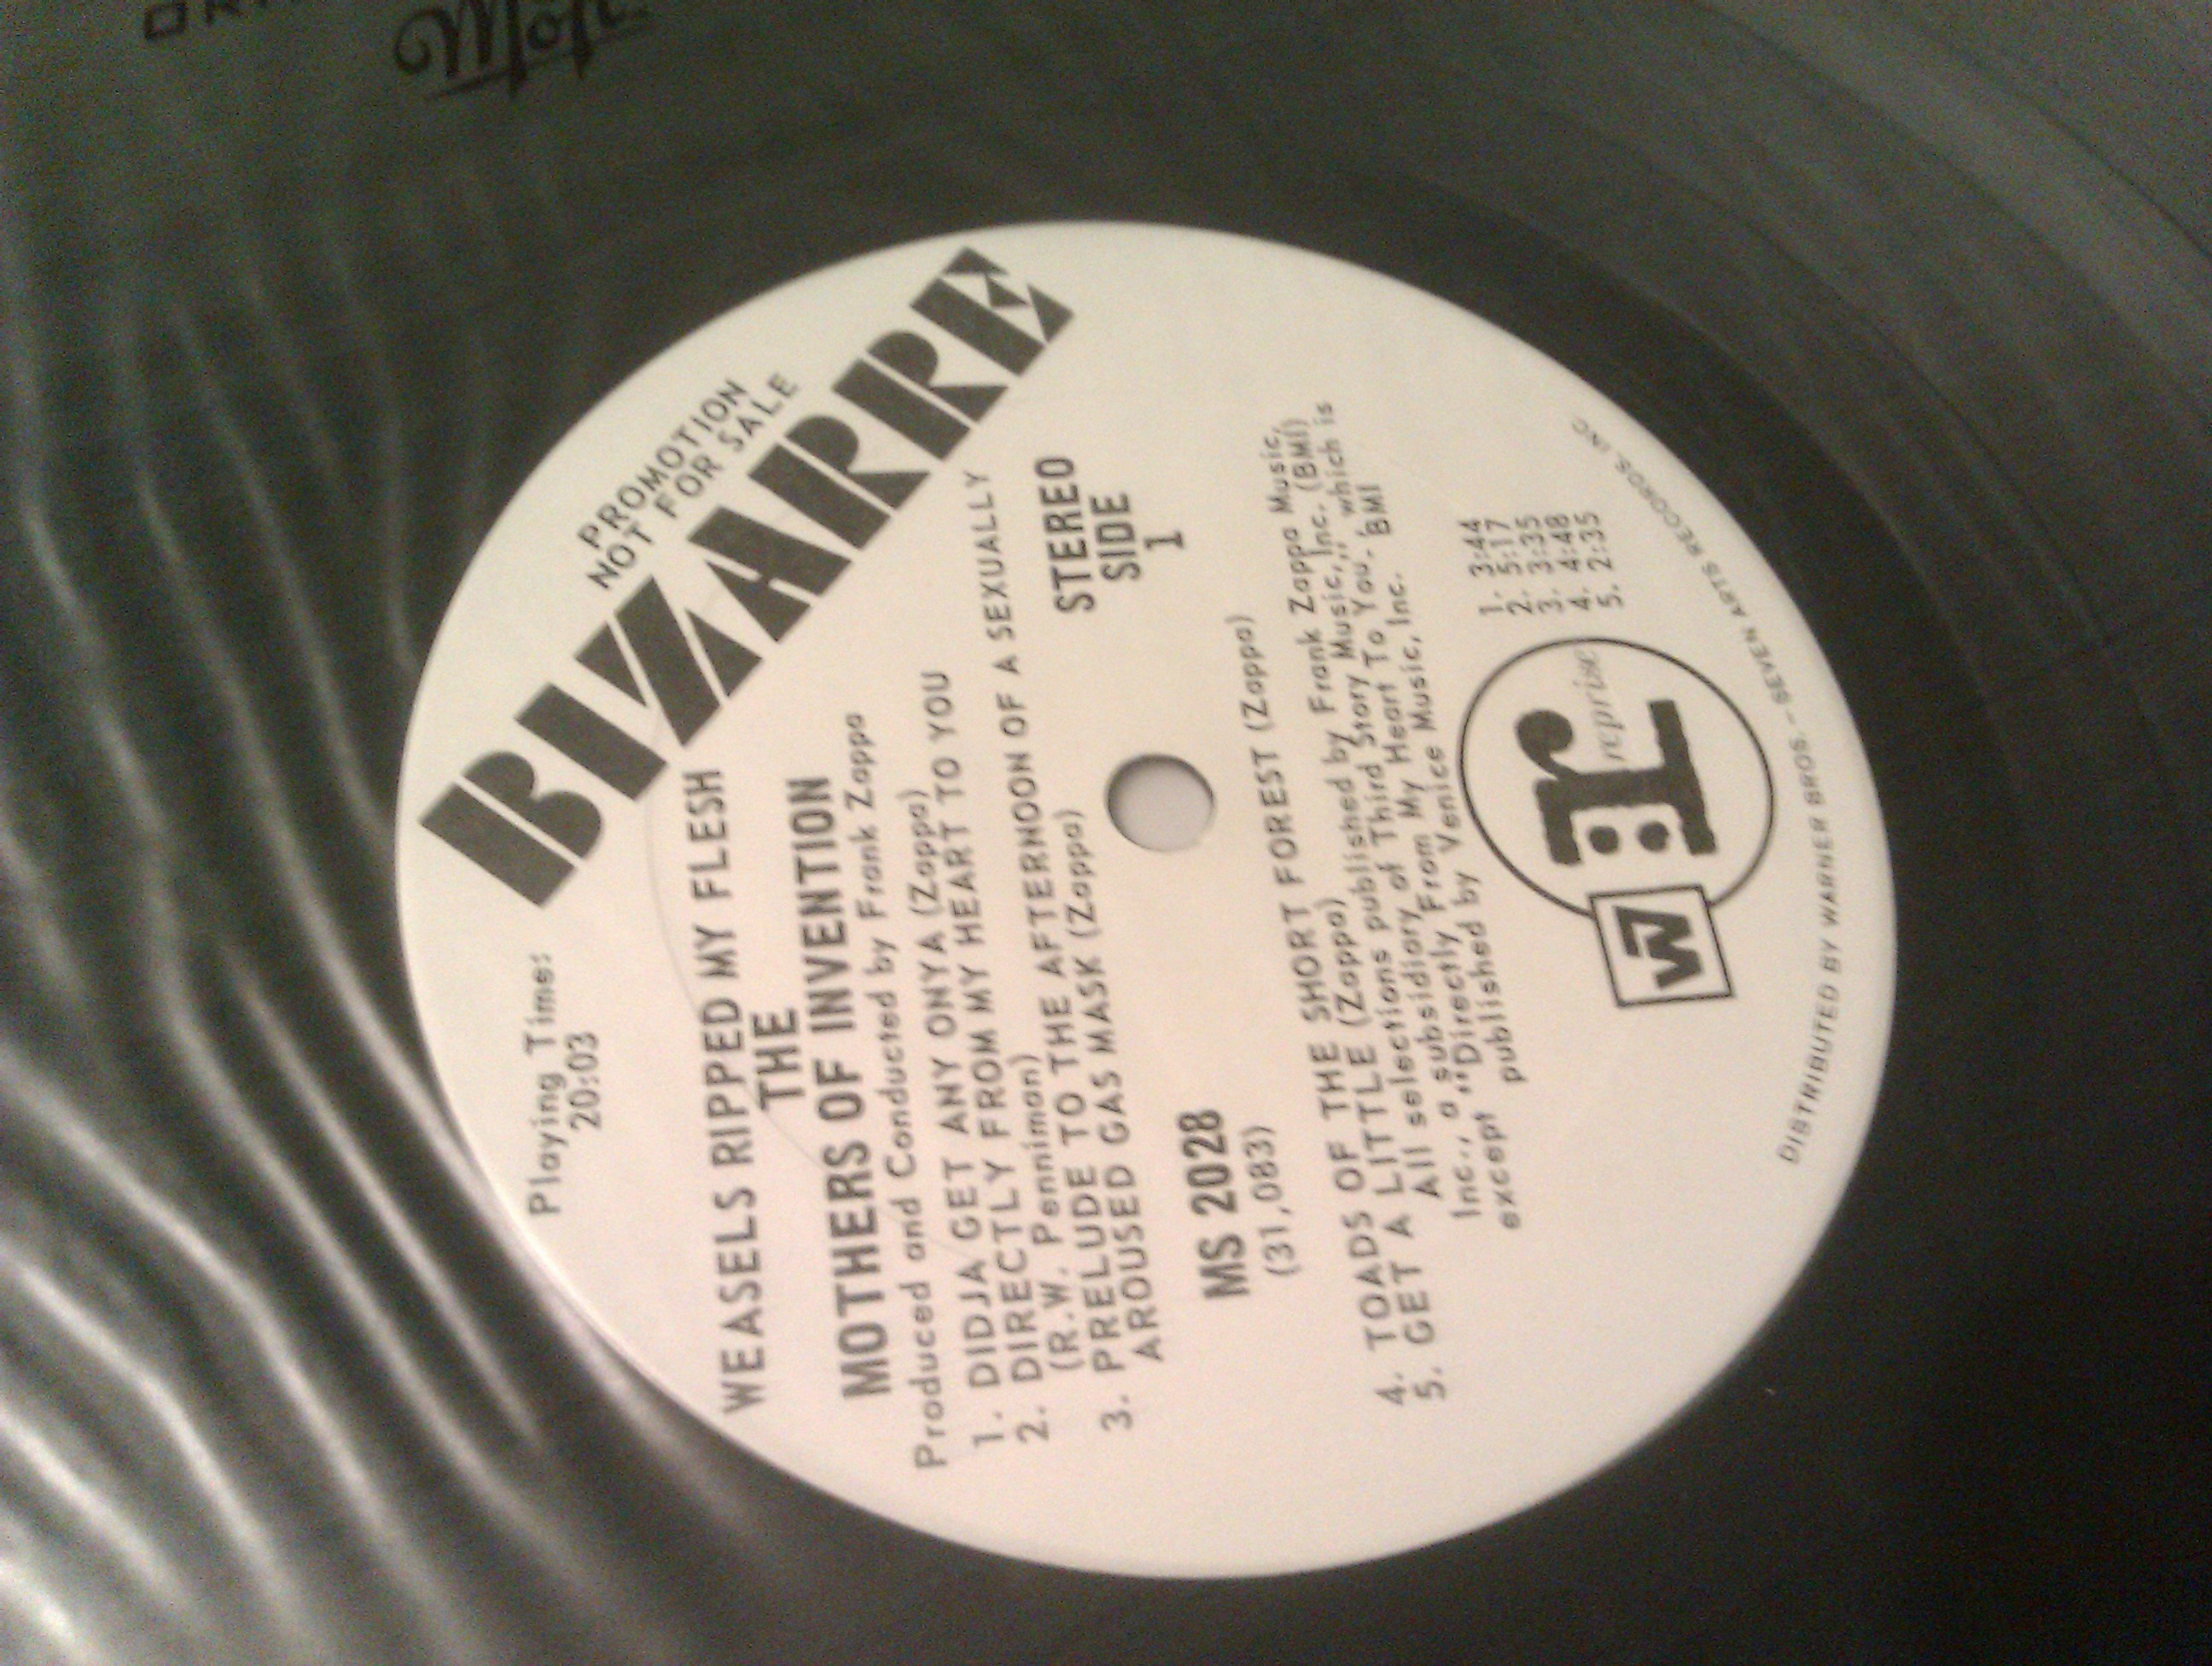 Playing Time:
20:03
PROMOTION
NOT FOR SALE
BIZARRE
WEASELS RIPPED MY FLESH
THE
MOTHERS OF INVENTION
Produced and Conducted by Frank Zappa
1. DIDJA GET ANY ONYA (Zappa)
2. DIRECTLY FROM MY HEART TO YOU
(R.W. Penniman)
3. PRELUDE TO THE AFTERNOON OF A SEXUALLY
AROUSED GAS MASK (Zappa)
STEREO
SIDE
1
MS 2028
(31,083)
4. TOADS OF THE SHORT FOREST (Zappa)
5. GET A LITTLE (Zappa)
All selections published by Frank Zappa Music,
Inc., a subsidiary of Third Story Music, Inc. (BMI)
except "Directly From My Heart To You," which is
published by Venice Music, Inc. BMI
1. 3:44
2. 5:17
3. 3:35
4. 4:48
5. 2:35
W
r:
reprise
DISTRIBUTED BY WARNER BROS. - SEVEN ARTS RECORDS, INC